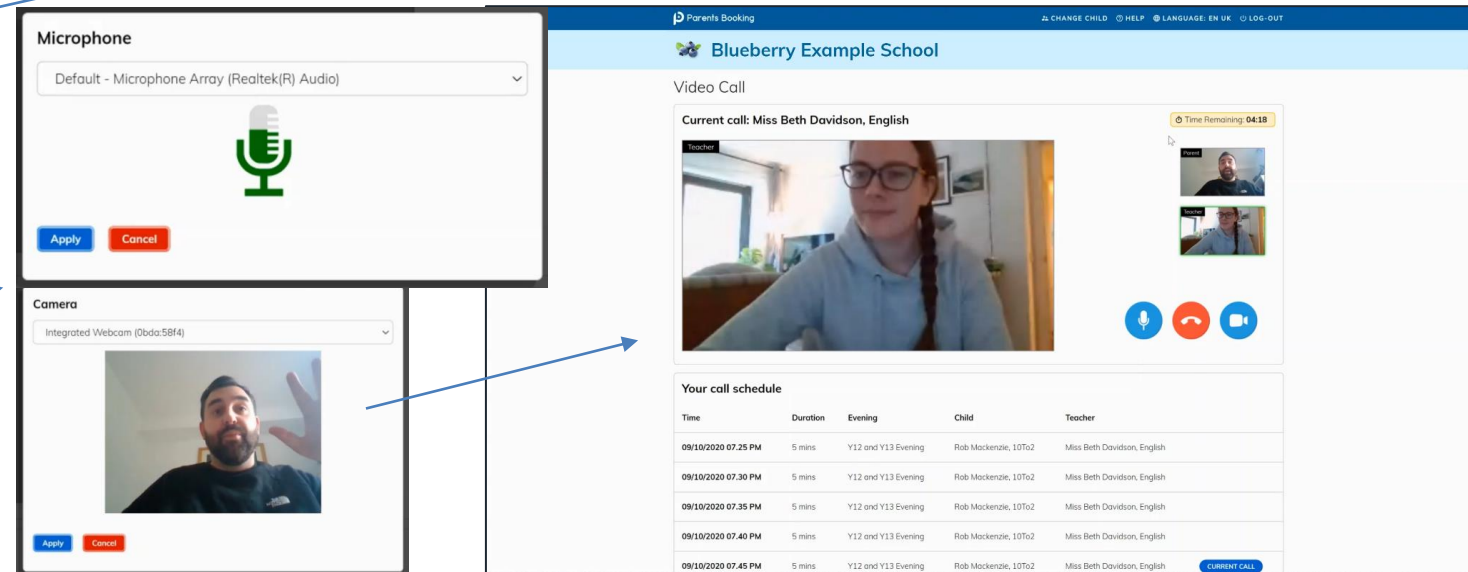 Microphone
Default - Microphone Array (Realtek(R) Audio)
Apply Cancel
Camera
Integrated Webcam (0bda:58f4)
Apply Cancel
Parents Booking CHANGE CHILD HELP LANGUAGE: EN UK LOG-OUT
Blueberry Example School
Video Call
Current call: Miss Beth Davidson, English Time Remaining: 04:18
Teacher
Parent
Teacher
Your call schedule
Time Duration Evening Child Teacher
09/10/2020 07.25 PM 5 mins Y12 and Y13 Evening Rob Mackenzie, 10To2 Miss Beth Davidson, English
09/10/2020 07.30 PM 5 mins Y12 and Y13 Evening Rob Mackenzie, 10To2 Miss Beth Davidson, English
09/10/2020 07.35 PM 5 mins Y12 and Y13 Evening Rob Mackenzie, 10To2 Miss Beth Davidson, English
09/10/2020 07.40 PM 5 mins Y12 and Y13 Evening Rob Mackenzie, 10To2 Miss Beth Davidson, English
09/10/2020 07.45 PM 5 mins Y12 and Y13 Evening Rob Mackenzie, 10To2 Miss Beth Davidson, English CURRENT CALL